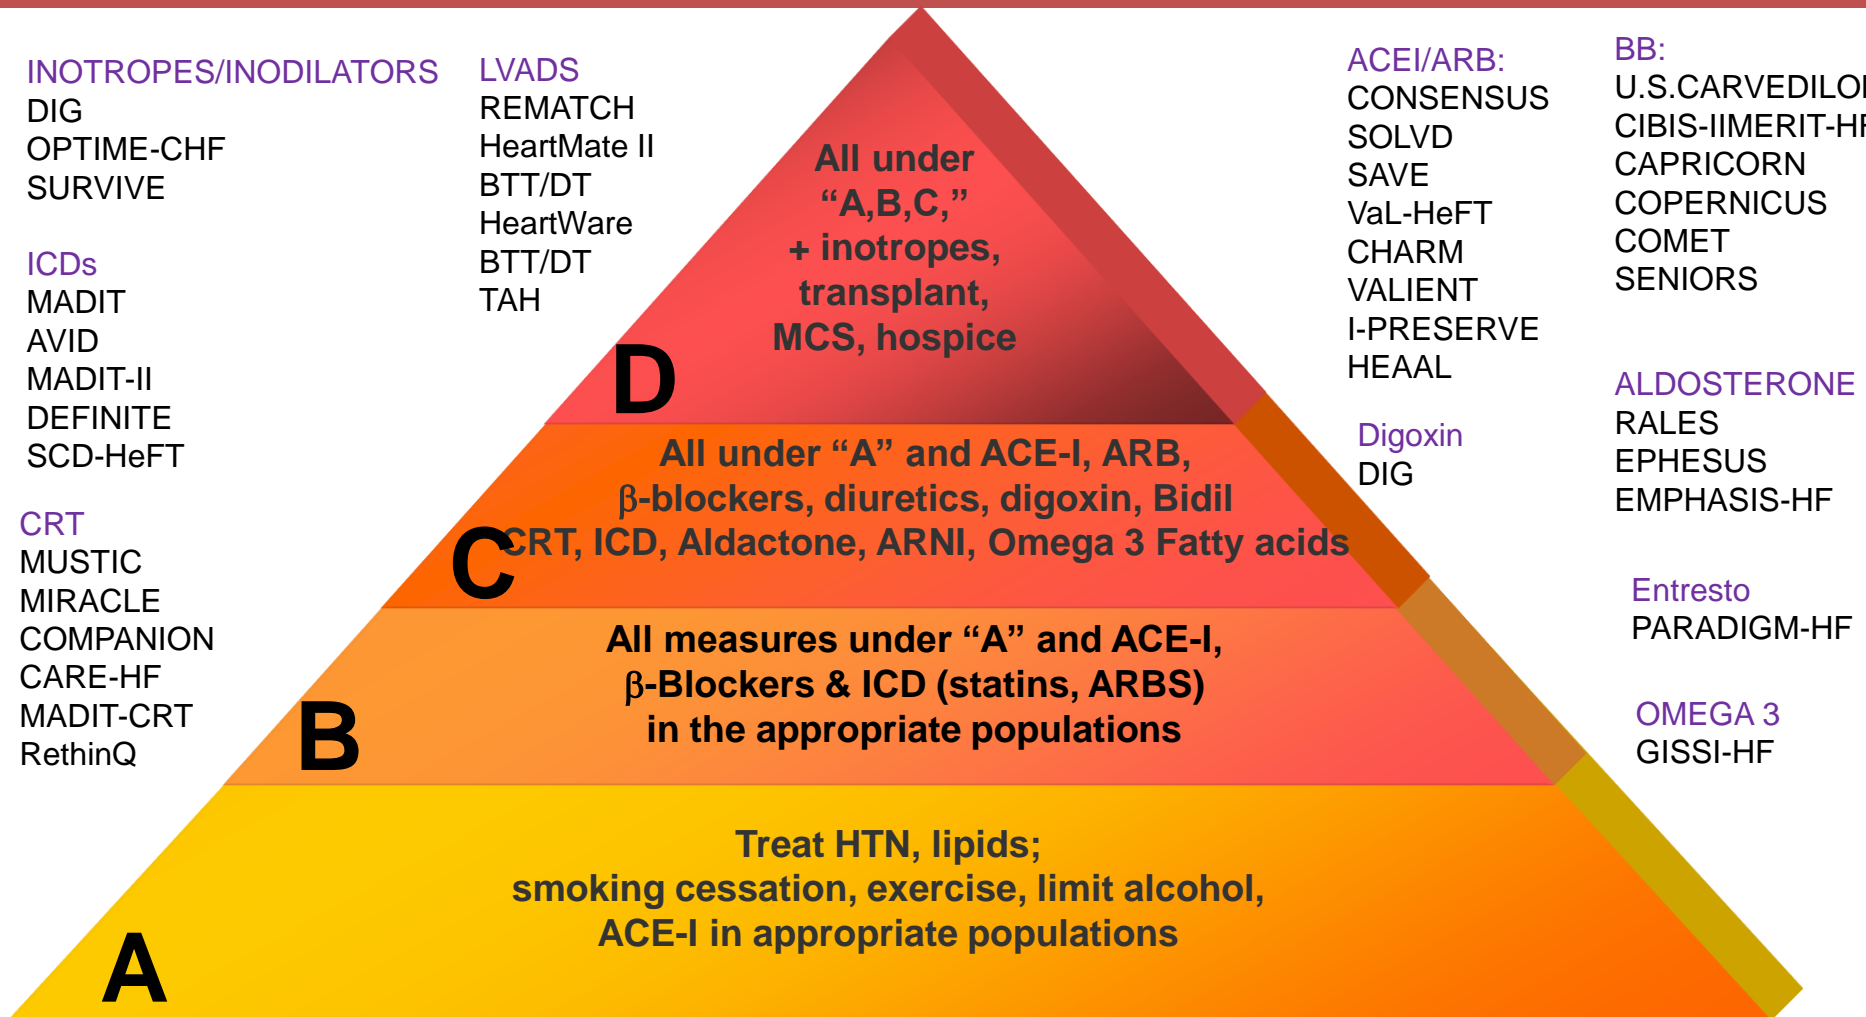 INOTROPES/INODILATORS
DIG
OPTIME-CHF
SURVIVE
ICDs
MADIT
AVID
MADIT-II
DEFINITE
SCD-HeFT
CRT
MUSTIC
MIRACLE
COMPANION
CARE-HF
MADIT-CRT
RethinQ
LVADS
REMATCH
HeartMate II
BTT/DT
HeartWare
BTT/DT
TAH
All under
“A,B,C,”
+ inotropes,
transplant,
MCS, hospice
D
All under “A” and ACE-I, ARB,
β-blockers, diuretics, digoxin, Bidil
CRT, ICD, Aldactone, ARNI, Omega 3 Fatty acids
C
All measures under “A” and ACE-I,
β-Blockers & ICD (statins, ARBS)
in the appropriate populations
B
Treat HTN, lipids;
smoking cessation, exercise, limit alcohol,
ACE-I in appropriate populations
A
ACEI/ARB:
CONSENSUS
SOLVD
SAVE
VaL-HeFT
CHARM
VALIENT
I-PRESERVE
HEAAL
Digoxin
DIG
BB:
U.S.CARVEDILOL
CIBIS-IIMERIT-HF
CAPRICORN
COPERNICUS
COMET
SENIORS
ALDOSTERONE
RALES
EPHESUS
EMPHASIS-HF
Entresto
PARADIGM-HF
OMEGA 3
GISSI-HF